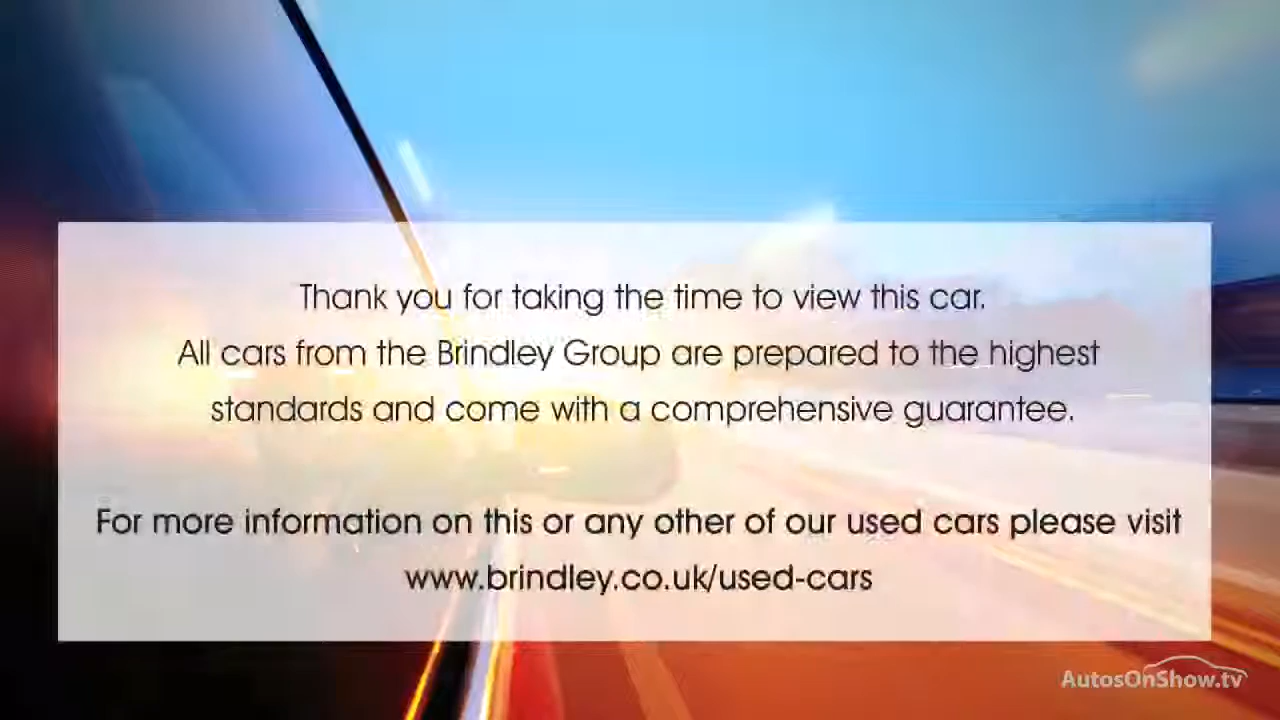 Thank you for taking the time to view this car.
All cars from the Brindley Group are prepared to the highest
standards and come with a comprehensive guarantee.
For more information on this or any other of our used cars please visit
www.brindley.co.uk/used-cars
AutosOnShow.tv